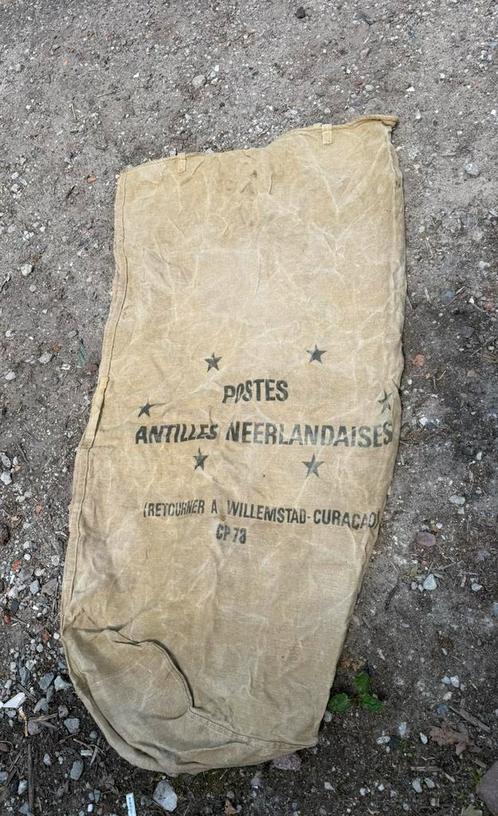 POSTES
ANTILLES NEERLANDAISES
(RETOURNER A WILLEMSTAD-CURACAO)
CP 78